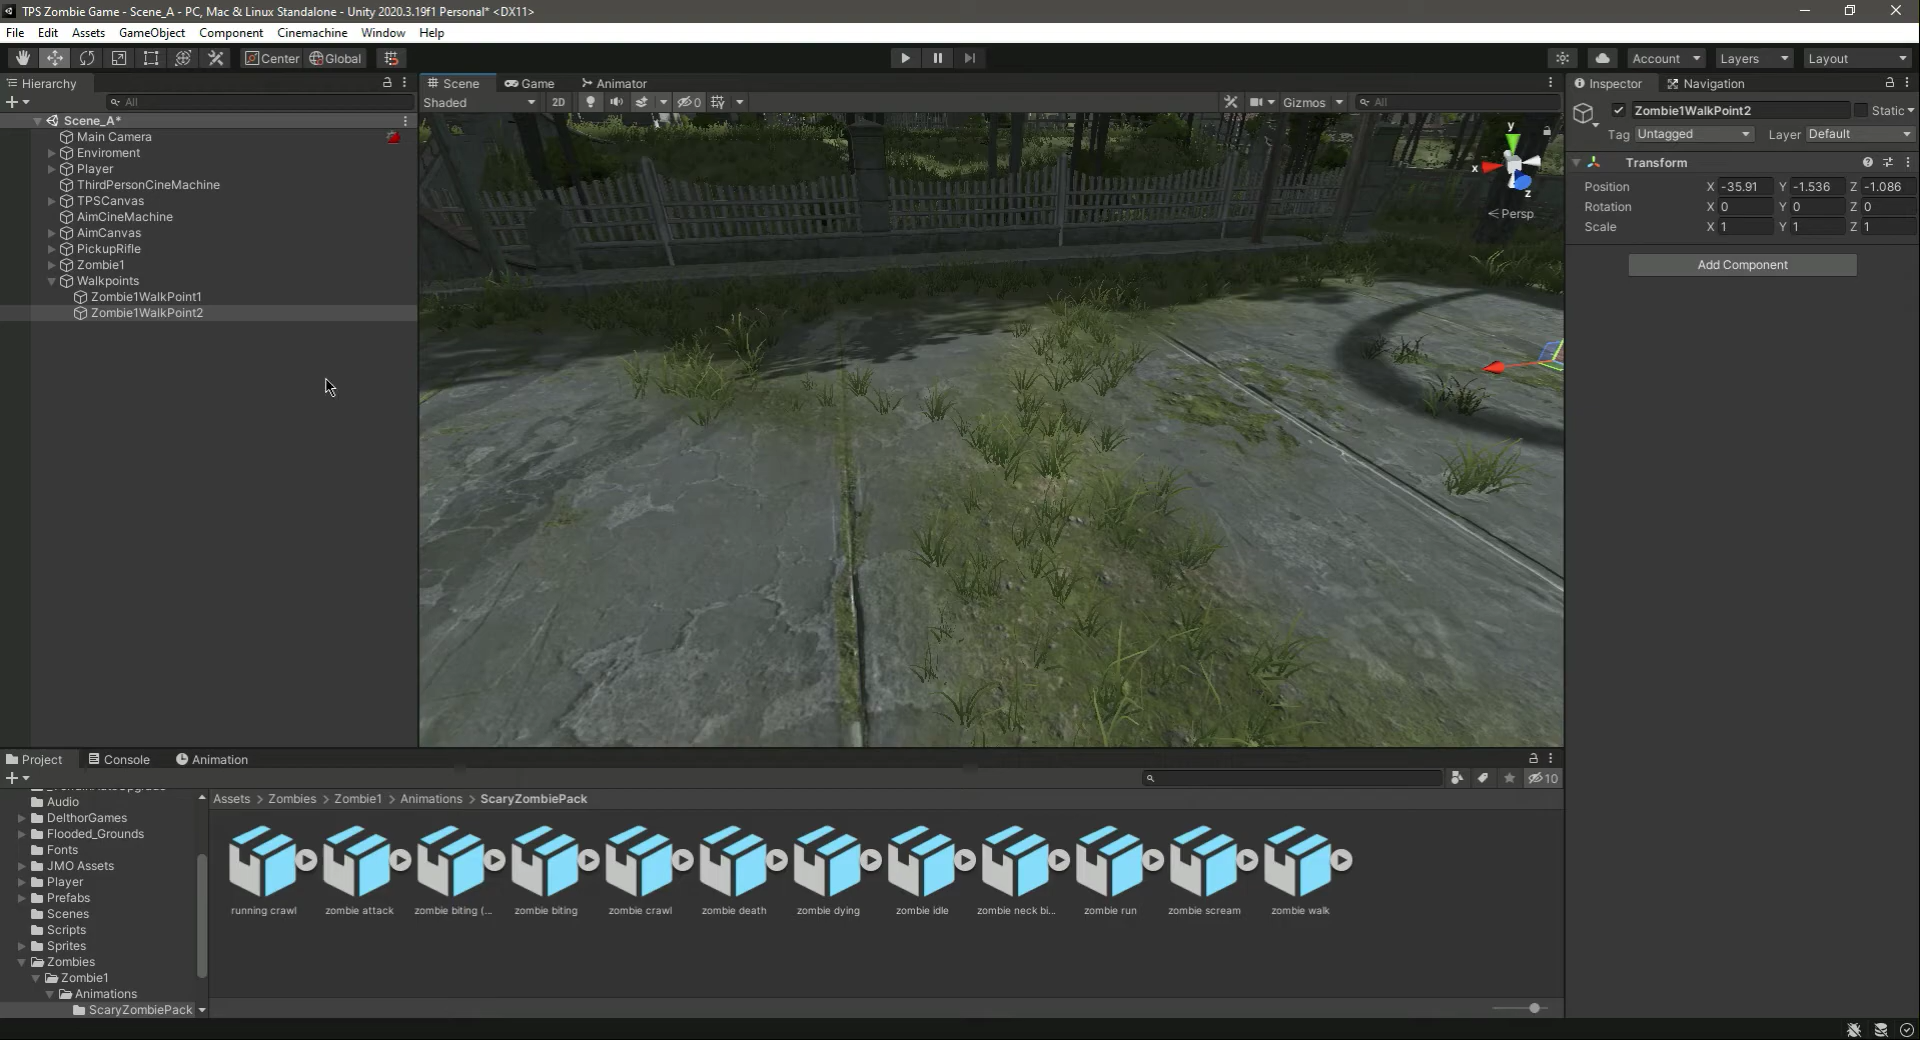 TPS Zombie Game - Scene_A - PC, Mac & Linux Standalone - Unity 2020.3.19f1 Personal* <DX11>
File Edit Assets GameObject Component Cinemachine Window Help
Center Global Account Layers Layout
Hierarchy
All
Scene_A*
Main Camera
Enviroment
Player
ThirdPersonCineMachine
TPSCanvas
AimCineMachine
AimCanvas
PickupRifle
Zombie1
Walkpoints
Zombie1WalkPoint1
Zombie1WalkPoint2
Scene Game Animator
Shaded 2D 0 Gizmos All
y
x
z
Persp
Inspector Navigation
Zombie1WalkPoint2 Static
Tag Untagged Layer Default
Transform
Position X -35.91 Y -1.536 Z -1.086
Rotation X 0 Y 0 Z 0
Scale X 1 Y 1 Z 1
Add Component
Project Console Animation
10
Audio
DelthorGames
Flooded_Grounds
Fonts
JMO Assets
Player
Prefabs
Scenes
Scripts
Sprites
Zombies
Zombie1
Animations
ScaryZombiePack
Assets > Zombies > Zombie1 > Animations > ScaryZombiePack
running crawl
zombie attack
zombie biting (...
zombie biting
zombie crawl
zombie death
zombie dying
zombie idle
zombie neck bi...
zombie run
zombie scream
zombie walk